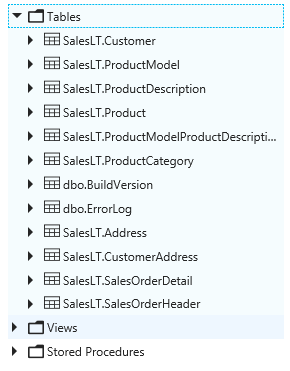 Tables
SalesLT.Customer
SalesLT.ProductModel
SalesLT.ProductDescription
SalesLT.Product
SalesLT.ProductModelProductDescripti...
SalesLT.ProductCategory
dbo.BuildVersion
dbo.ErrorLog
SalesLT.Address
SalesLT.CustomerAddress
SalesLT.SalesOrderDetail
SalesLT.SalesOrderHeader
Views
Stored Procedures